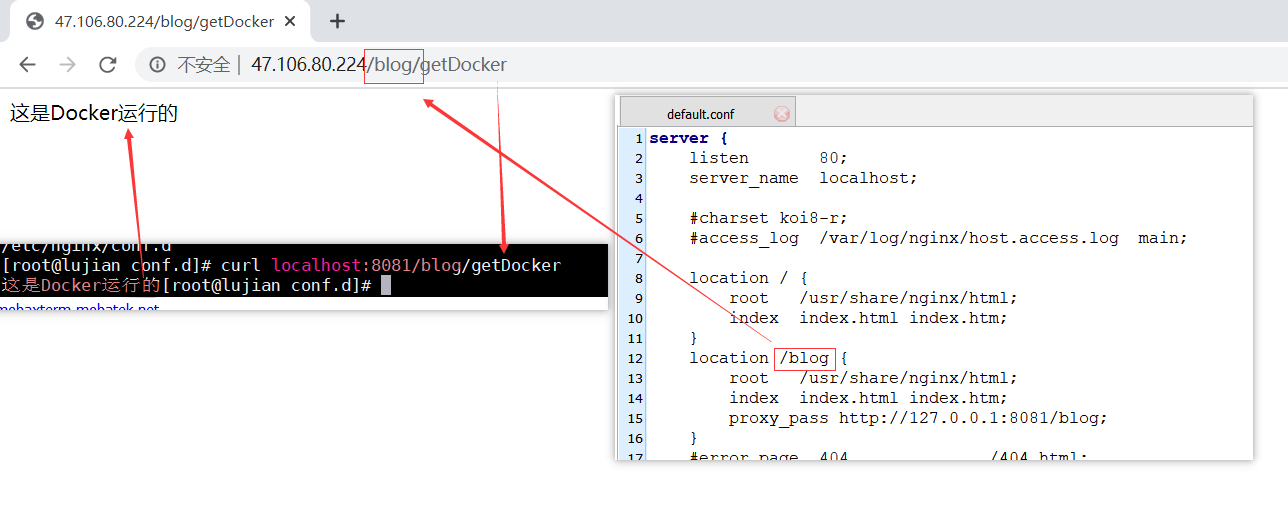 47.106.80.224/blog/getDocker
不安全 | 47.106.80.224/blog/getDocker
这是Docker运行的
/etc/nginx/conf.d
[root@lujian conf.d]# curl localhost:8081/blog/getDocker
这是Docker运行的[root@lujian conf.d]#
mobaxterm.mobatek.net
default.conf
1 server {
2     listen       80;
3     server_name  localhost;
4
5     #charset koi8-r;
6     #access_log  /var/log/nginx/host.access.log  main;
7
8     location / {
9         root   /usr/share/nginx/html;
10         index  index.html index.htm;
11     }
12     location /blog {
13         root   /usr/share/nginx/html;
14         index  index.html index.htm;
15         proxy_pass http://127.0.0.1:8081/blog;
16     }
17     #error_page  404              /404.html;